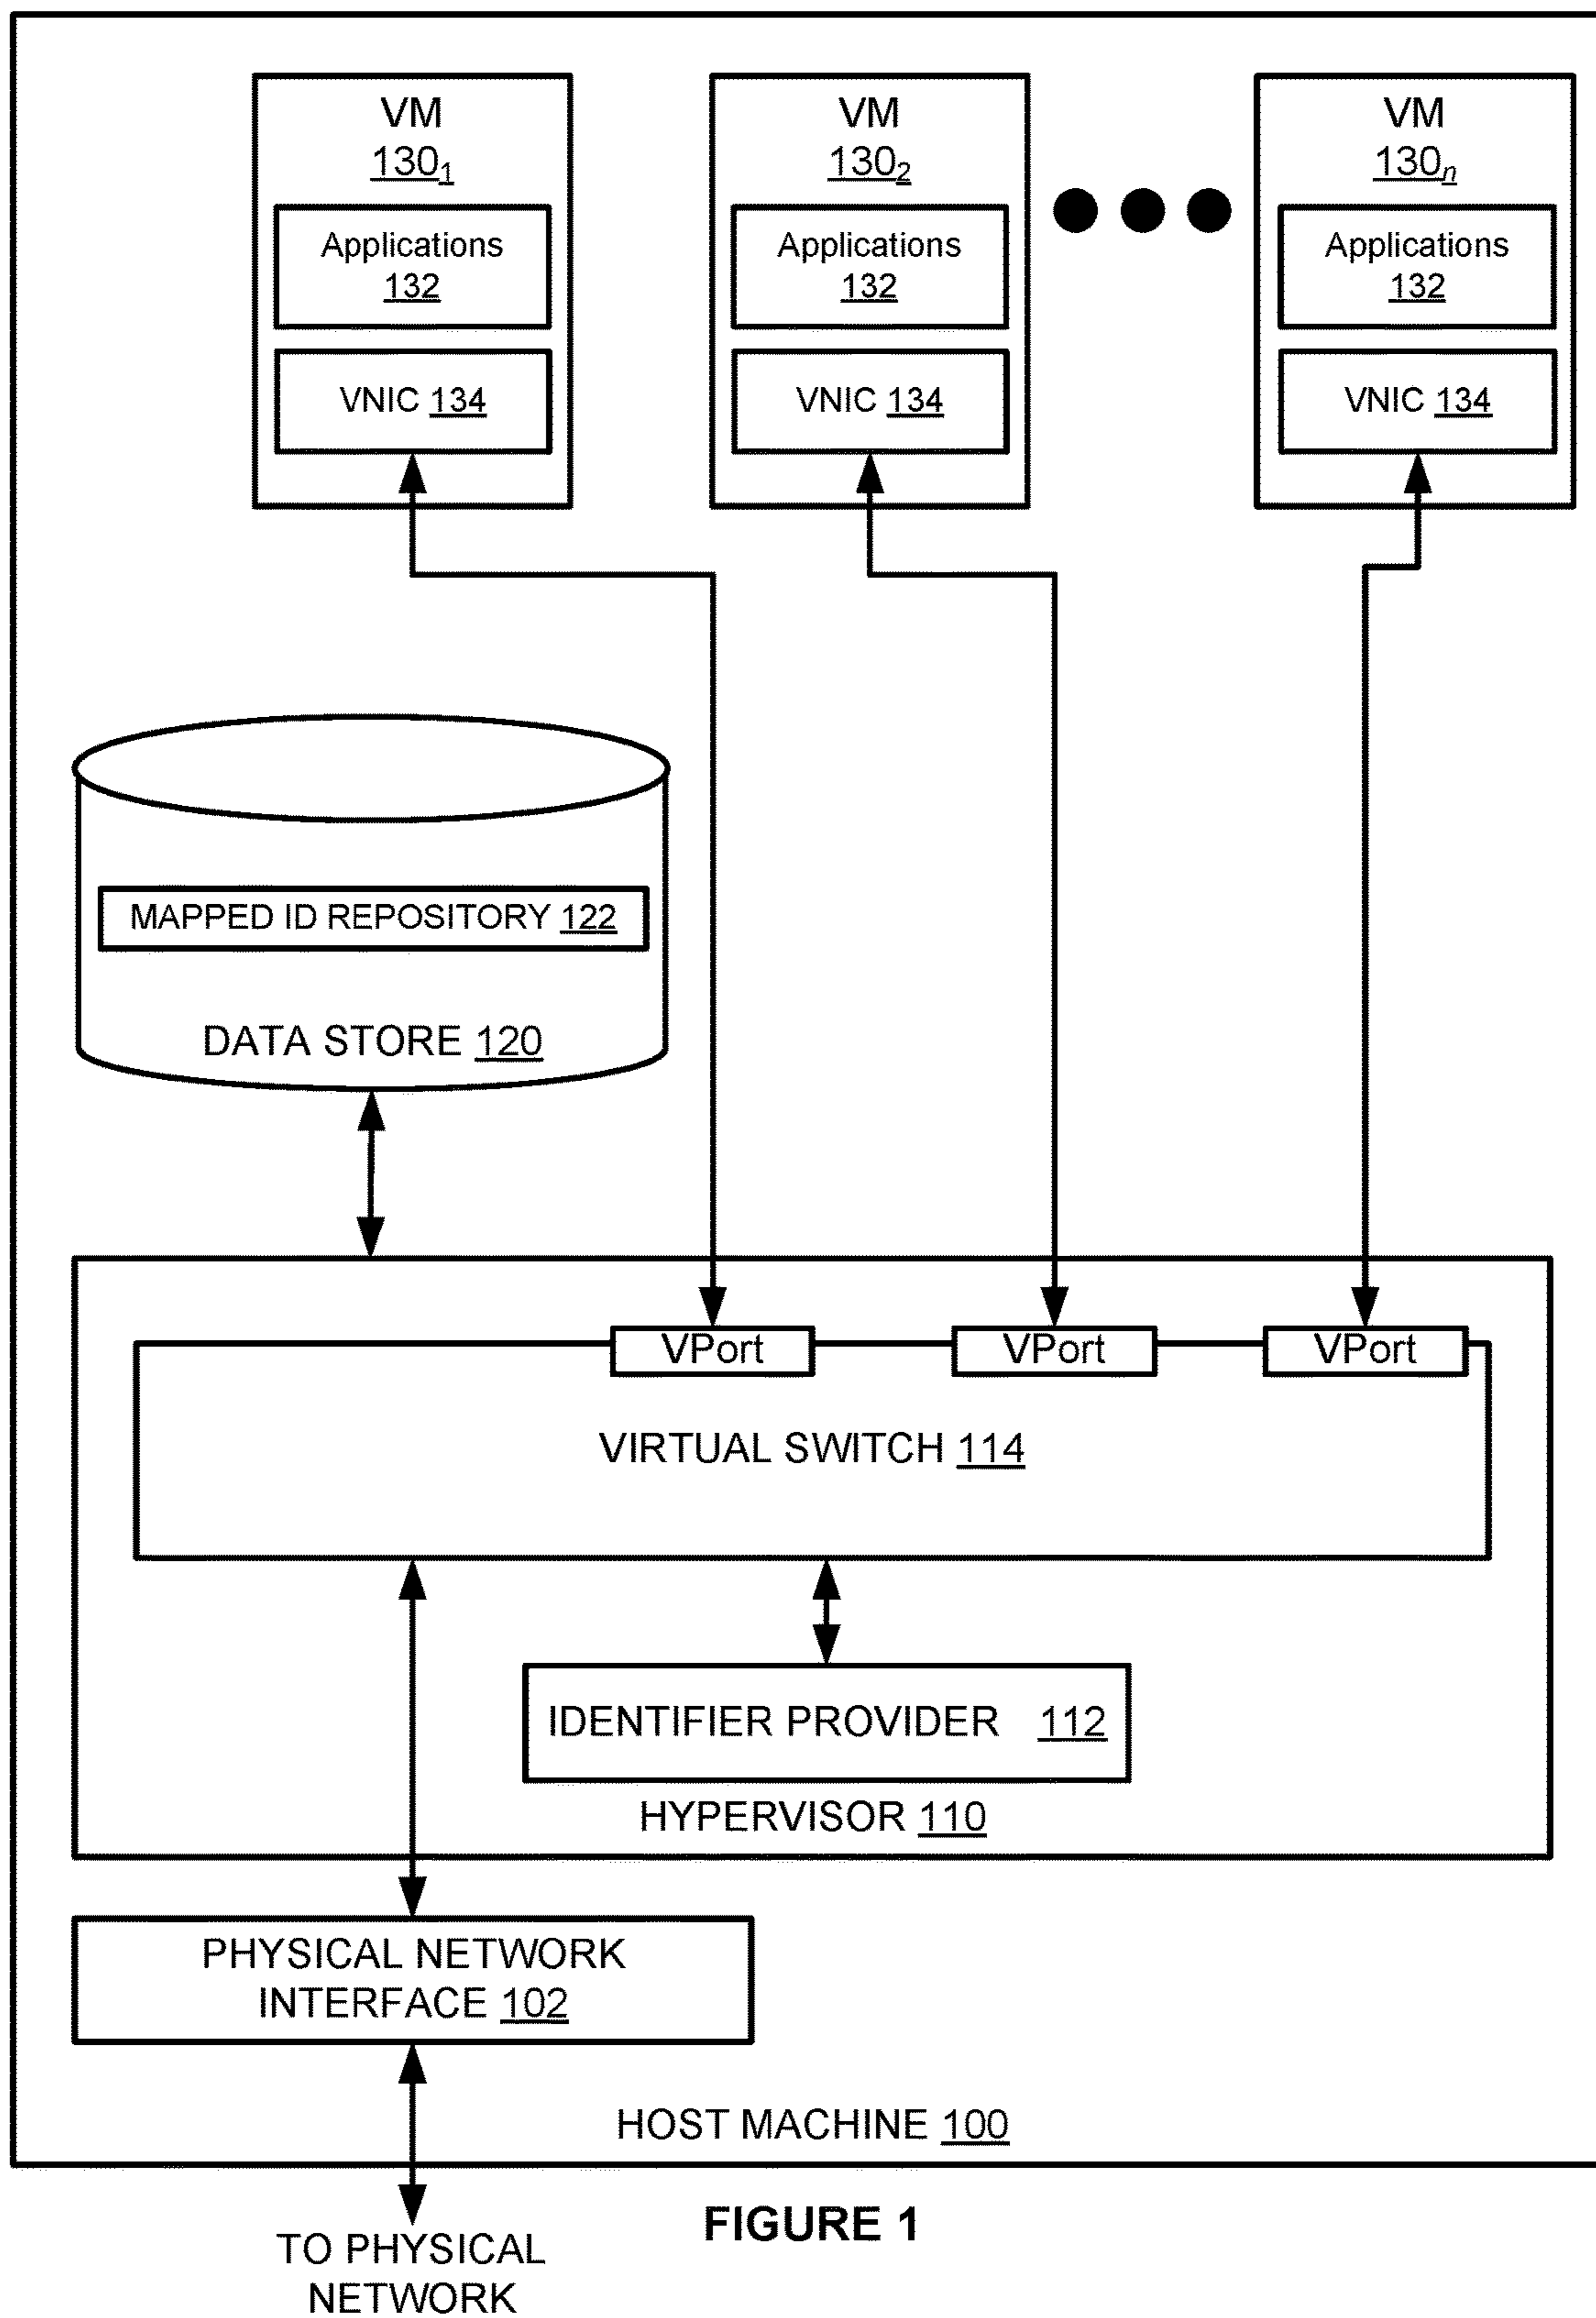 VM
130₁
Applications
132
VNIC 134
VM
130₂
Applications
132
VNIC 134
VM
130ₙ
Applications
132
VNIC 134
MAPPED ID REPOSITORY 122
DATA STORE 120
VPort
VPort
VPort
VIRTUAL SWITCH 114
IDENTIFIER PROVIDER 112
HYPERVISOR 110
PHYSICAL NETWORK
INTERFACE 102
HOST MACHINE 100
FIGURE 1
TO PHYSICAL
NETWORK